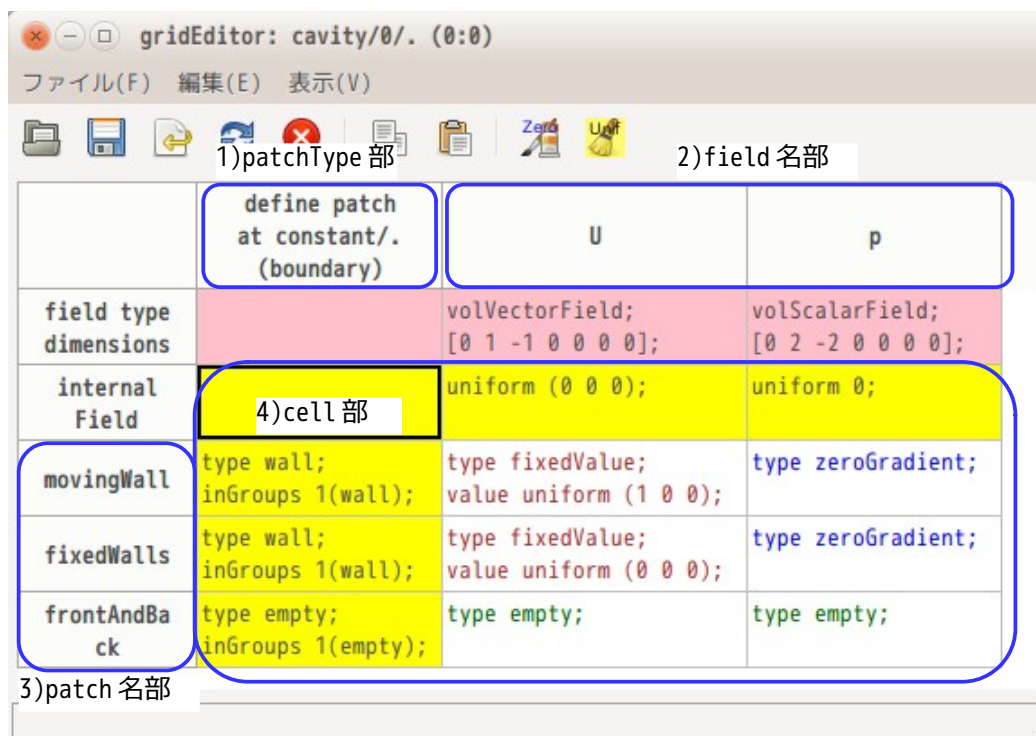 gridEditor: cavity/0/. (0:0)
ファイル(F) 編集(E) 表示(V)
Zero
Unif
1)patchType 部
2)field 名部
define patch
at constant/.
(boundary)
U
p
field type
dimensions
volVectorField;
[0 1 -1 0 0 0 0];
volScalarField;
[0 2 -2 0 0 0 0];
internal
Field
4)cell 部
uniform (0 0 0);
uniform 0;
movingWall
type wall;
inGroups 1(wall);
type fixedValue;
value uniform (1 0 0);
type zeroGradient;
fixedWalls
type wall;
inGroups 1(wall);
type fixedValue;
value uniform (0 0 0);
type zeroGradient;
frontAndBa
ck
type empty;
inGroups 1(empty);
type empty;
type empty;
3)patch 名部